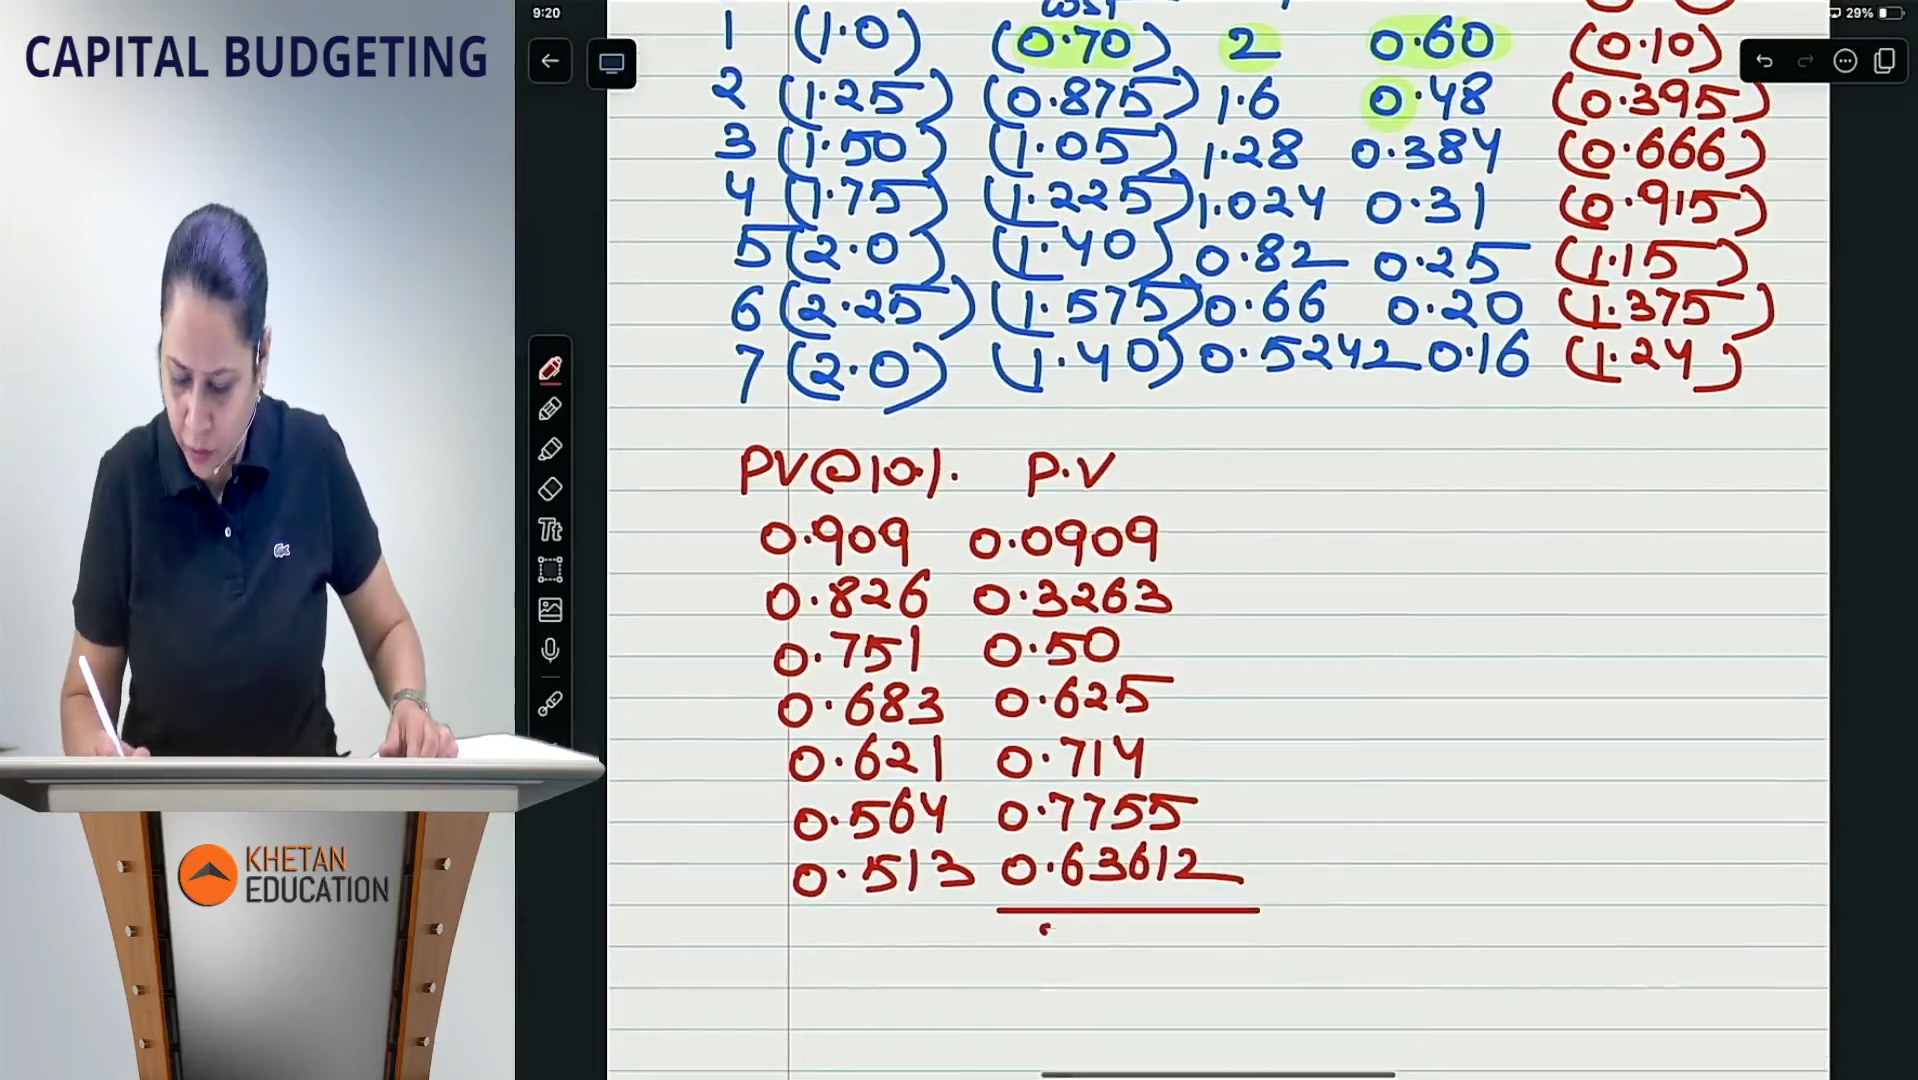 CAPITAL BUDGETING
9:20
29%
1 (1.0) (0.70) 2 0.60 (0.10)
2 (1.25) (0.875) 1.6 0.48 (0.395)
3 (1.50) (1.05) 1.28 0.384 (0.666)
4 (1.75) (1.225) 1.024 0.31 (0.915)
5 (2.0) (1.40) 0.82 0.25 (1.15)
6 (2.25) (1.575) 0.66 0.20 (1.375)
7 (2.0) (1.40) 0.5242 0.16 (1.24)
Tt
PV@10%. P.V
0.909 0.0909
0.826 0.3263
0.751 0.50
0.683 0.625
0.621 0.714
0.564 0.7755
0.513 0.63612
KHETAN
EDUCATION